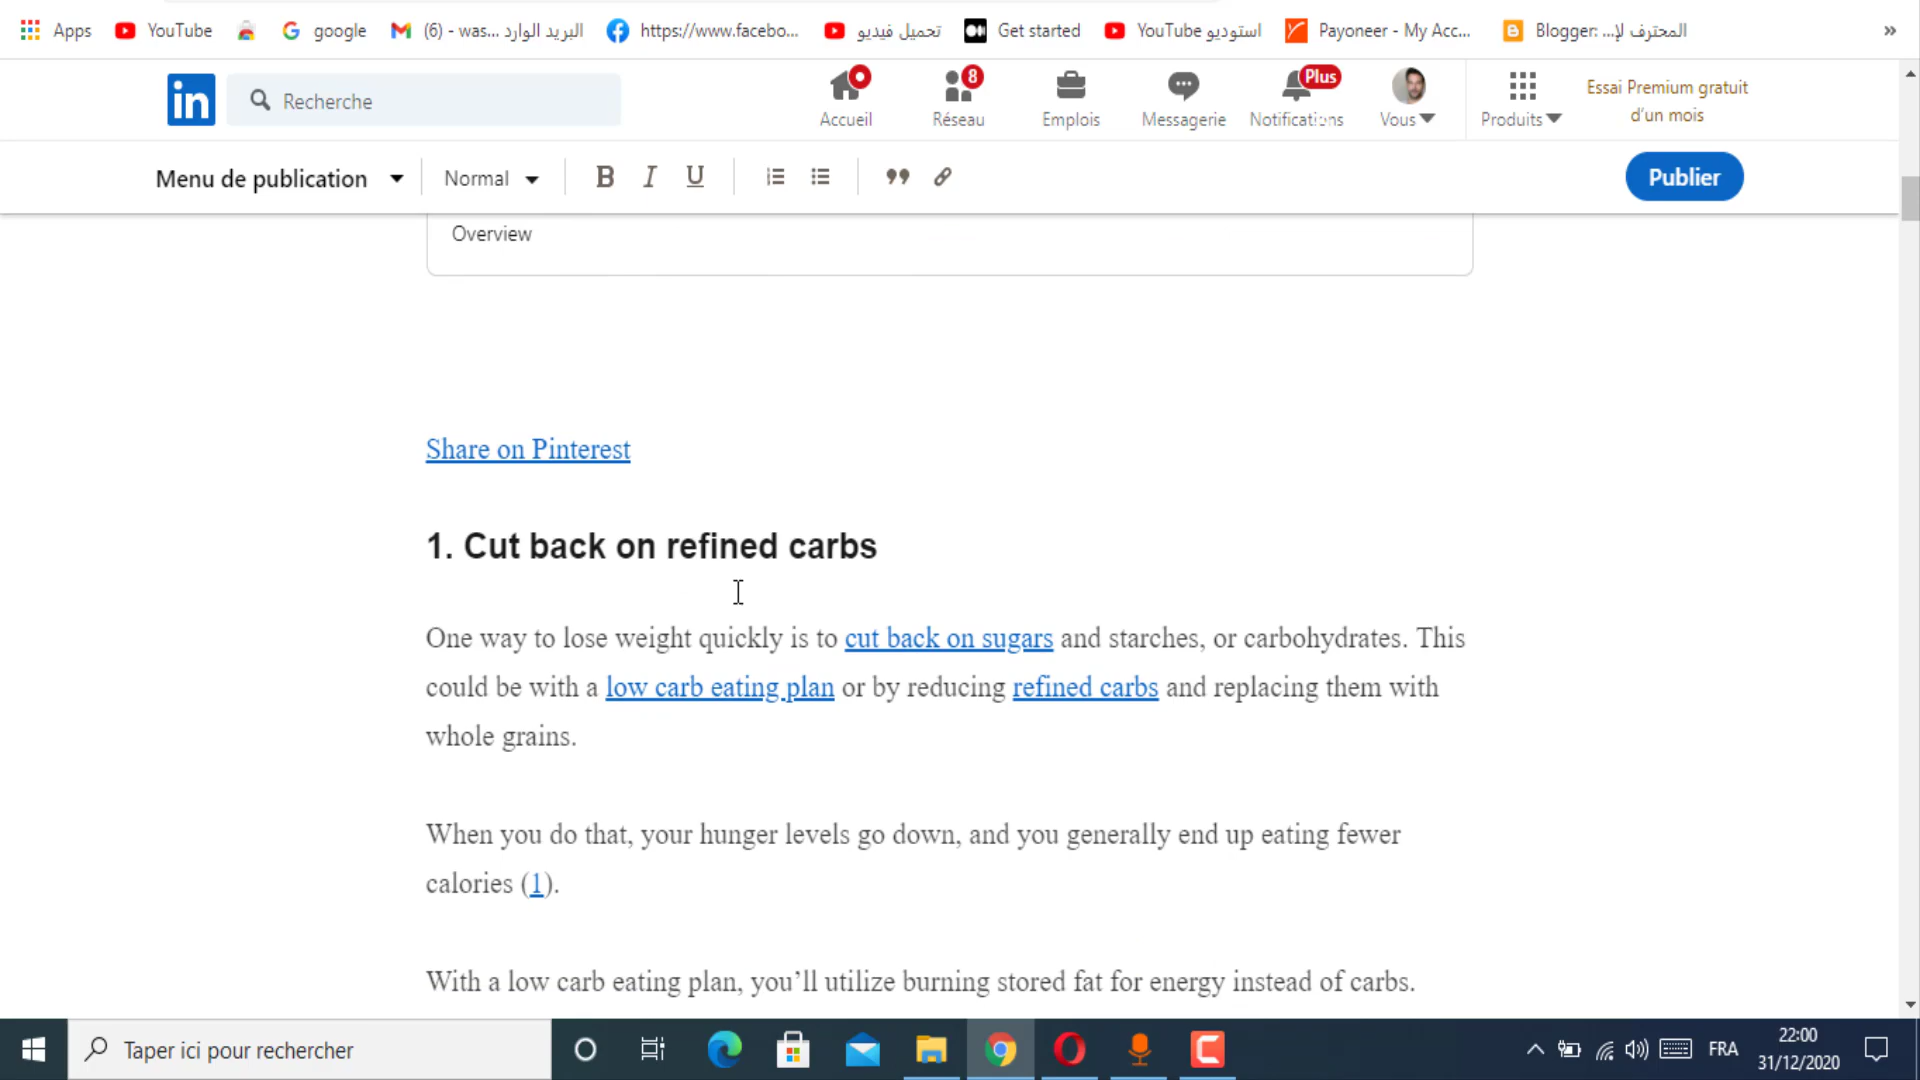 Apps
YouTube
google
(6) - was... البريد الوارد
https://www.facebo...
تحميل فيديو
Get started
YouTube استوديو
Payoneer - My Acc...
Blogger: ...المحترف لإ
»
in
Recherche
Accueil
8
Réseau
Emplois
Messagerie
Plus
Notifications
Vous
Produits
Essai Premium gratuit
d'un mois
Menu de publication
Normal
B I U
Publier
Overview
Share on Pinterest
1. Cut back on refined carbs
One way to lose weight quickly is to cut back on sugars and starches, or carbohydrates. This
could be with a low carb eating plan or by reducing refined carbs and replacing them with
whole grains.
When you do that, your hunger levels go down, and you generally end up eating fewer
calories (1).
With a low carb eating plan, you’ll utilize burning stored fat for energy instead of carbs.
Taper ici pour rechercher
FRA
22:00
31/12/2020